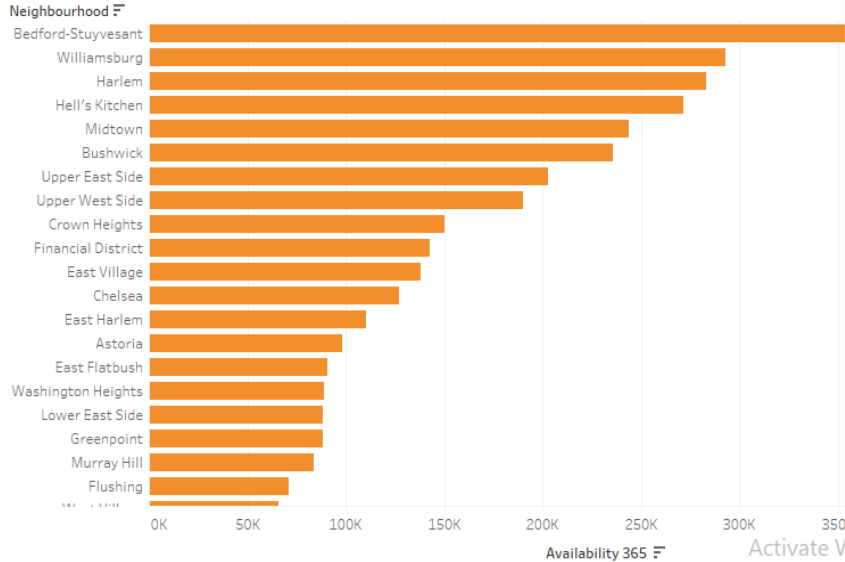 Neighbourhood
Bedford-Stuyvesant
Williamsburg
Harlem
Hell's Kitchen
Midtown
Bushwick
Upper East Side
Upper West Side
Crown Heights
Financial District
East Village
Chelsea
East Harlem
Astoria
East Flatbush
Washington Heights
Lower East Side
Greenpoint
Murray Hill
Flushing
0K 50K 100K 150K 200K 250K 300K
Availability 365
Activate